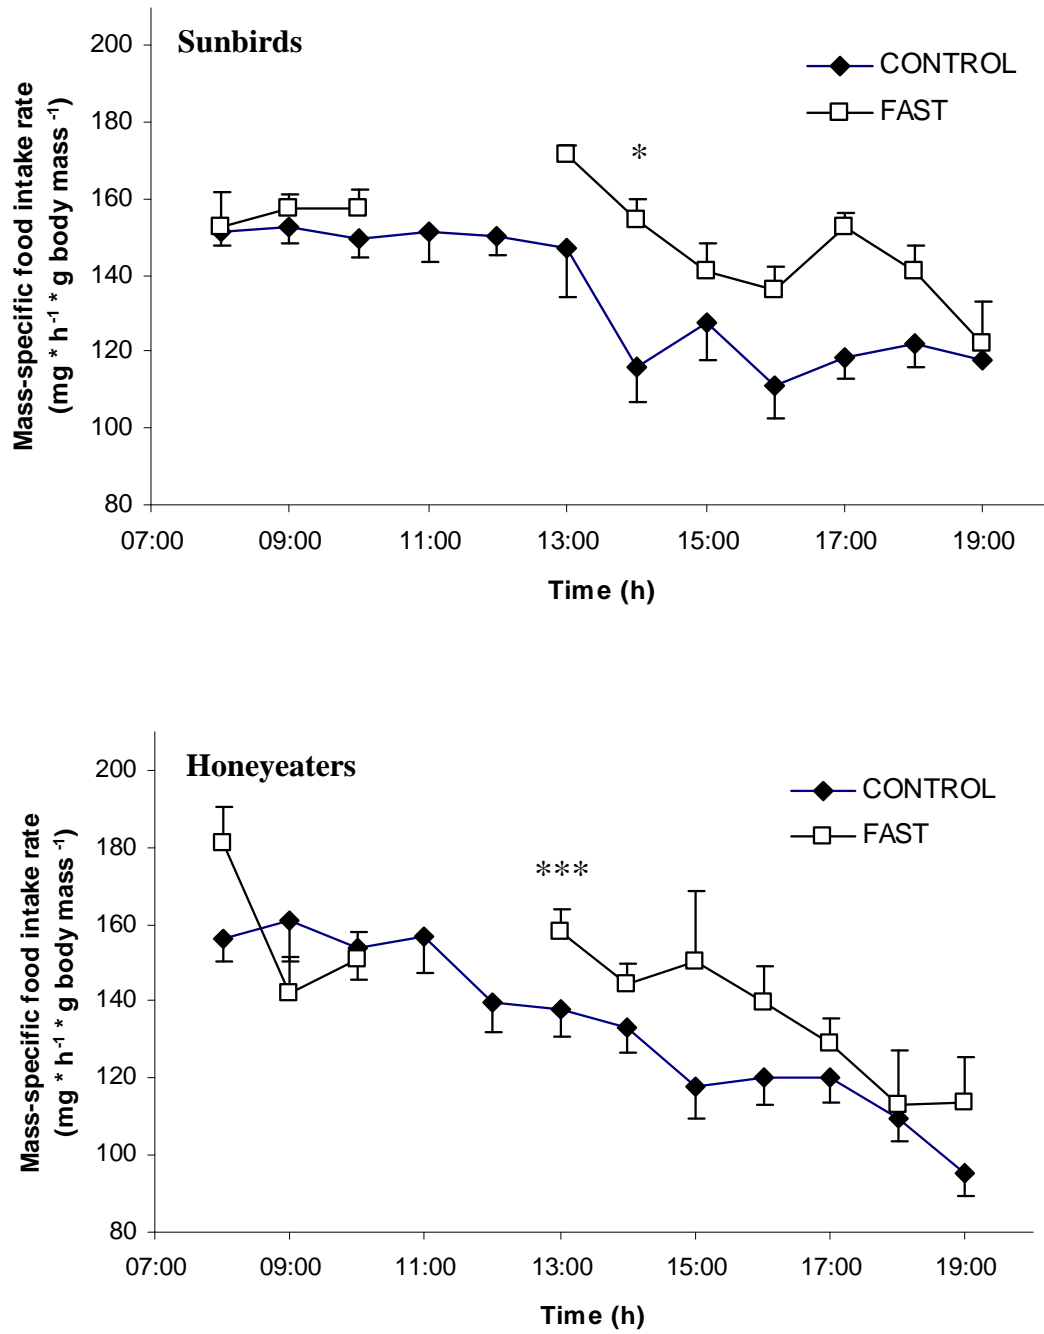 Sunbirds
CONTROL
FAST
*
Mass-specific food intake rate
(mg * h-1 * g body mass -1)
200
180
160
140
120
100
80
07:00 09:00 11:00 13:00 15:00 17:00 19:00
Time (h)
Honeyeaters
CONTROL
FAST
***
Mass-specific food intake rate
(mg * h-1 * g body mass -1)
200
180
160
140
120
100
80
07:00 09:00 11:00 13:00 15:00 17:00 19:00
Time (h)